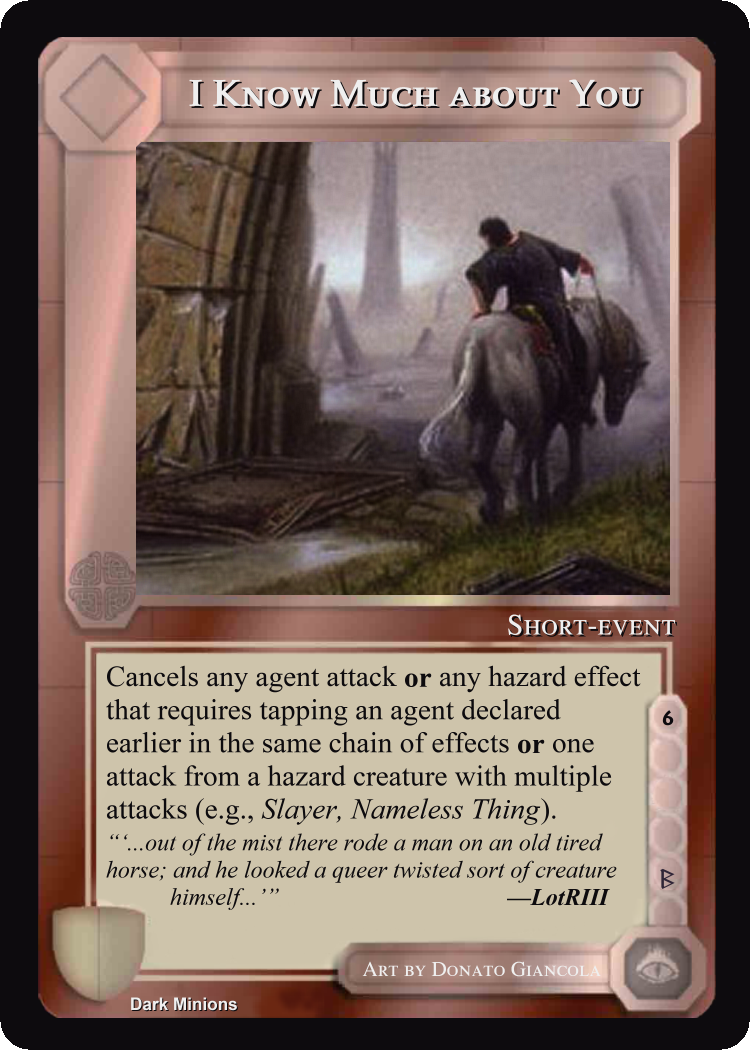 I Know Much about You
Short-event
Cancels any agent attack or any hazard effect
that requires tapping an agent declared
earlier in the same chain of effects or one
attack from a hazard creature with multiple
attacks (e.g., Slayer, Nameless Thing).
6
“‘...out of the mist there rode a man on an old tired
horse; and he looked a queer twisted sort of creature
himself...’” —LotRIII
ᛒ
Art by Donato Giancola
Dark Minions